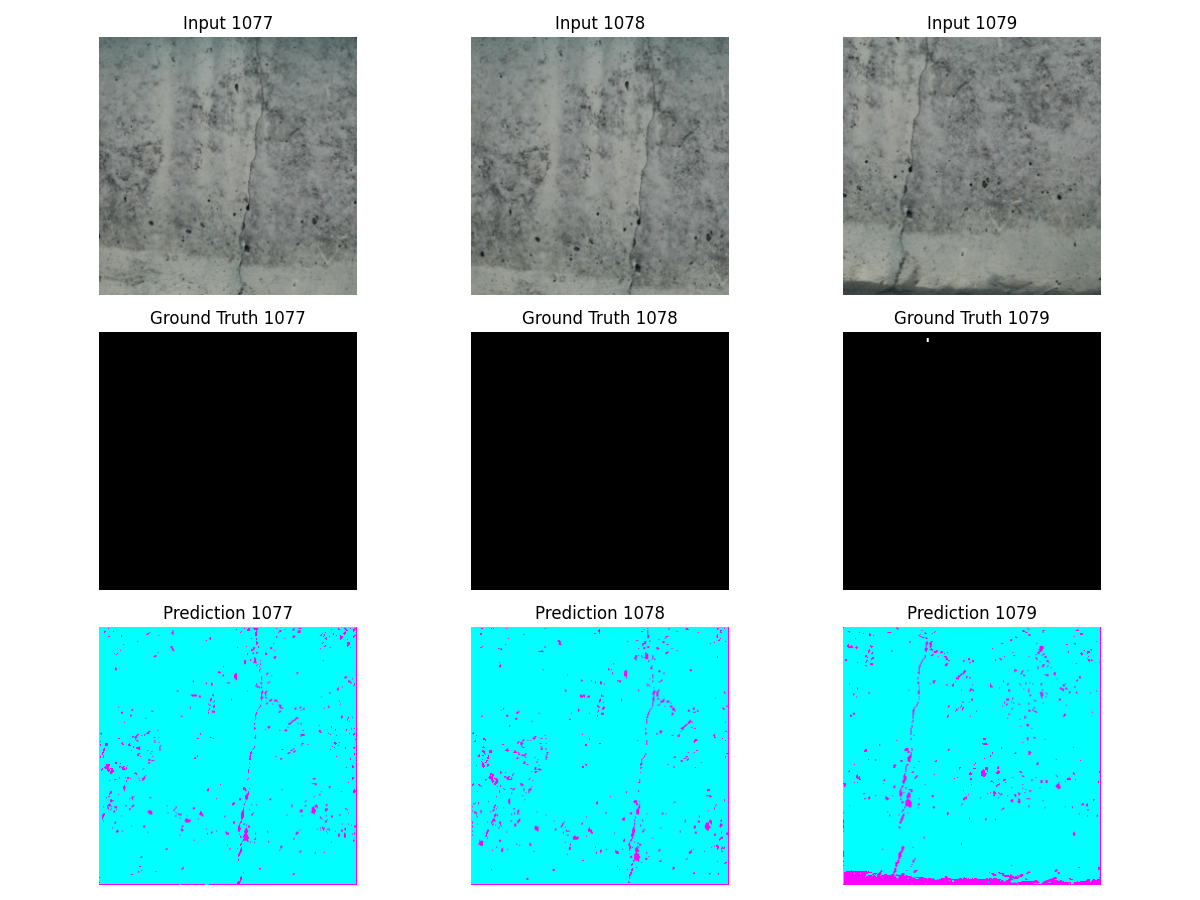 Input 1077
Input 1078
Input 1079
Ground Truth 1077
Ground Truth 1078
Ground Truth 1079
Prediction 1077
Prediction 1078
Prediction 1079